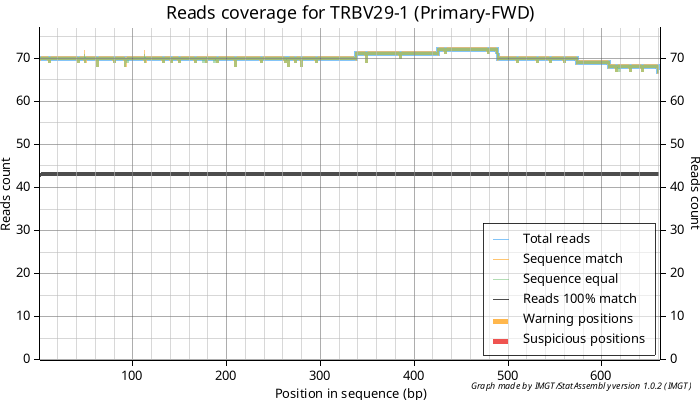 Reads coverage for TRBV29-1 (Primary-FWD)
70
60
50
40
30
20
10
0
Reads count
70
60
50
40
30
20
10
0
Reads count
Total reads
Sequence match
Sequence equal
Reads 100% match
Warning positions
Suspicious positions
100 200 300 400 500 600
Position in sequence (bp)
Graph made by IMGT/StatAssembly version 1.0.2 (IMGT)